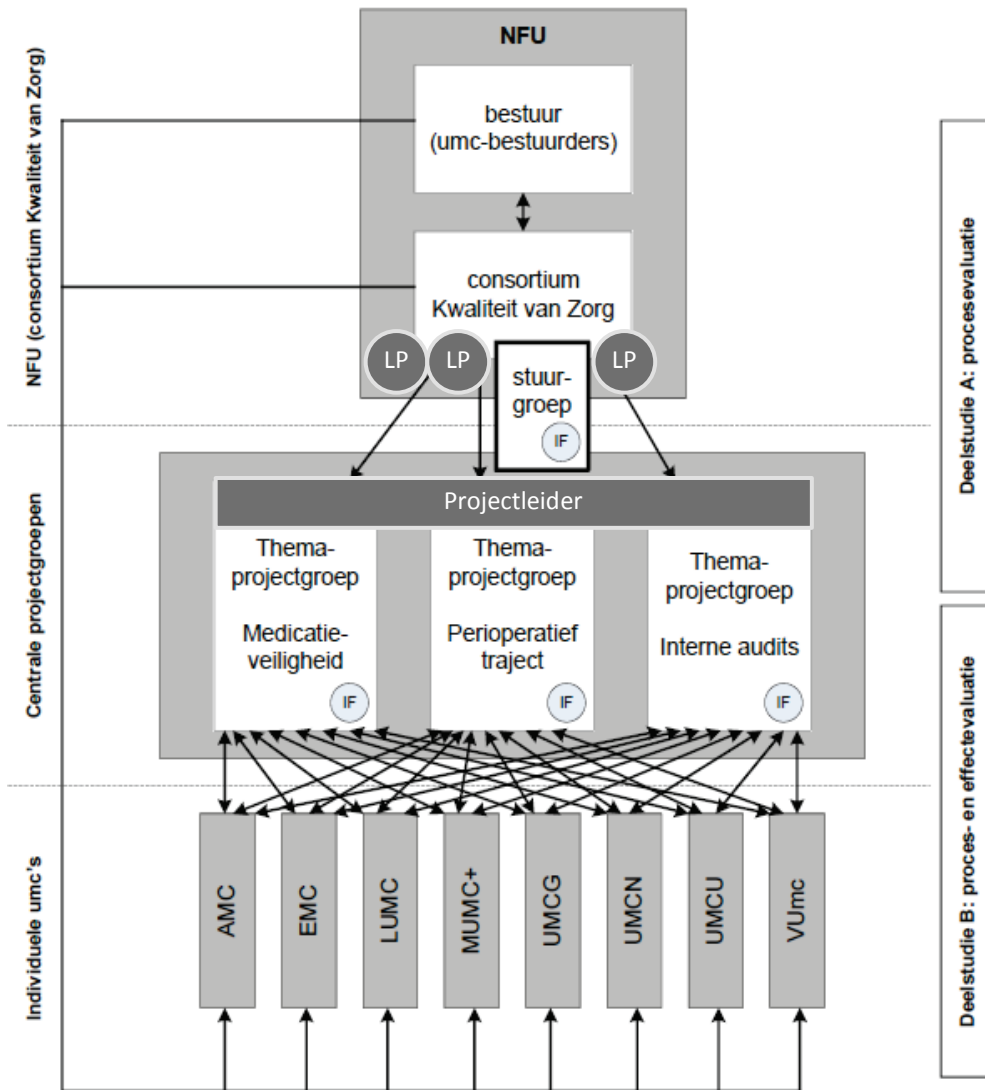 NFU (consortium Kwaliteit van Zorg)
NFU
bestuur
(umc-bestuurders)
consortium
Kwaliteit van Zorg
LP
LP
LP
stuur-
groep
IF
Centrale projectgroepen
Projectleider
Thema-
projectgroep
Medicatie-
veiligheid
IF
Thema-
projectgroep
Perioperatief
traject
IF
Thema-
projectgroep
Interne audits
IF
Individuele umc's
AMC
EMC
LUMC
MUMC+
UMCG
UMCN
UMCU
VUmc
Deelstudie A: procesevaluatie
Deelstudie B: proces- en effectevaluatie